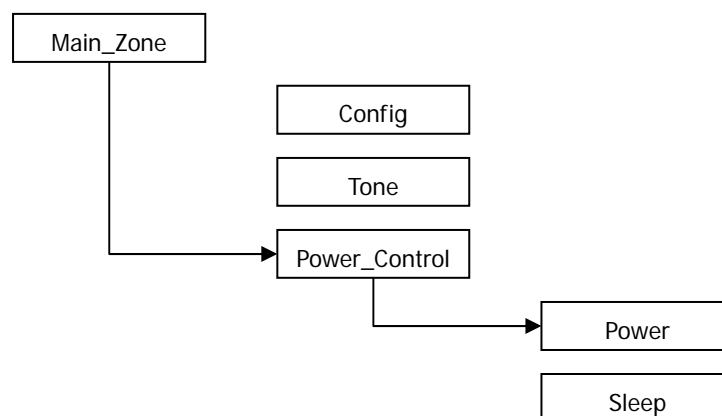 Main_Zone
Config
Tone
Power_Control
Power
Sleep